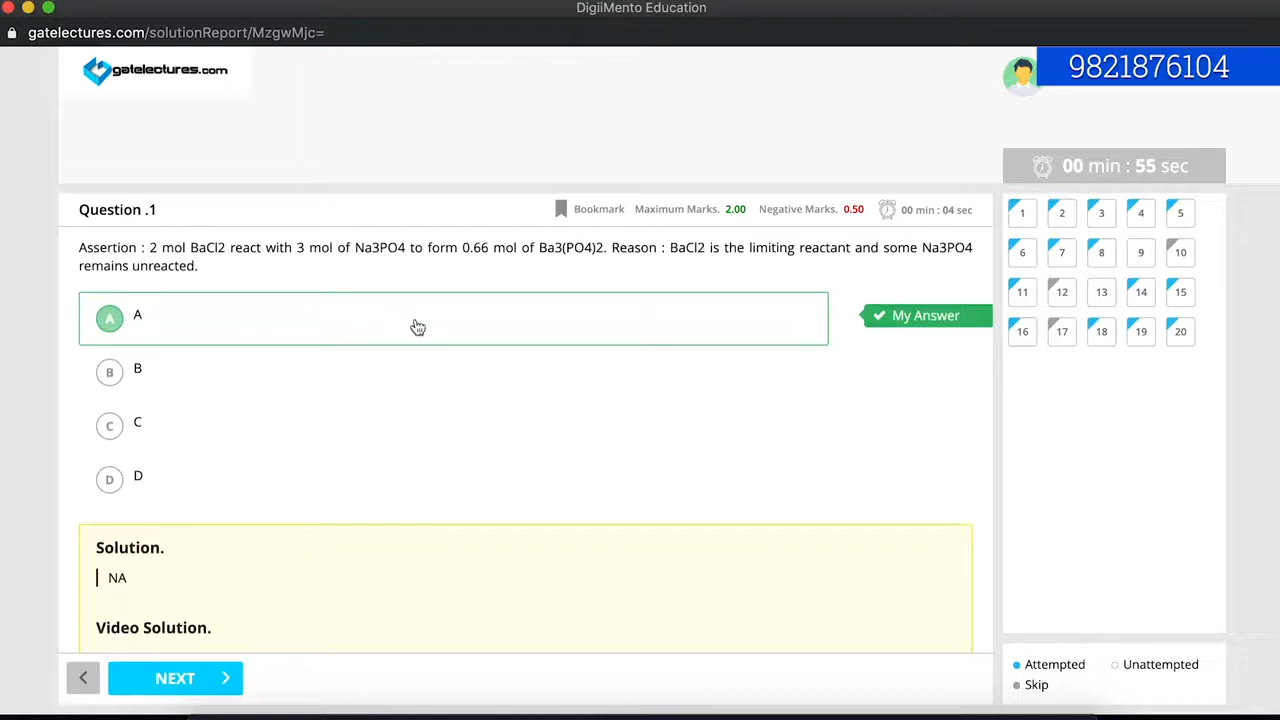 DigiiMento Education
gatelectures.com/solutionReport/MzgwMjc=
gatelectures.com
9821876104
00 min : 55 sec
Question .1
Bookmark
Maximum Marks. 2.00
Negative Marks. 0.50
00 min : 04 sec
Assertion : 2 mol BaCl2 react with 3 mol of Na3PO4 to form 0.66 mol of Ba3(PO4)2. Reason : BaCl2 is the limiting reactant and some Na3PO4
remains unreacted.
A A
My Answer
B B
C C
D D
Solution.
NA
Video Solution.
NEXT
1 2 3 4 5
6 7 8 9 10
11 12 13 14 15
16 17 18 19 20
Attempted Unattempted
Skip